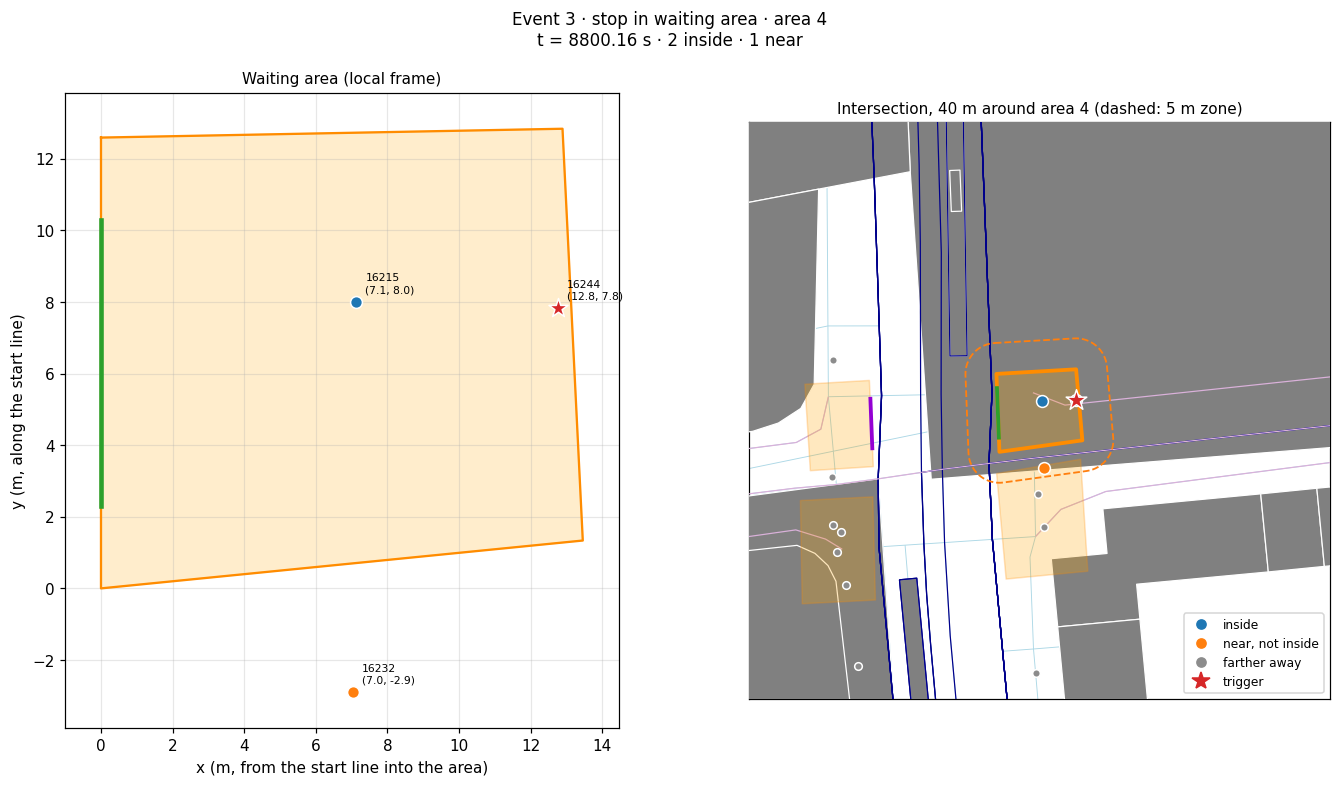 Event 3 · stop in waiting area · area 4
t = 8800.16 s · 2 inside · 1 near
Waiting area (local frame)
12
10
8
6
4
2
0
−2
0
2
4
6
8
10
12
14
y (m, along the start line)
x (m, from the start line into the area)
16215
(7.1, 8.0)
16244
(12.8, 7.8)
16232
(7.0, -2.9)
Intersection, 40 m around area 4 (dashed: 5 m zone)
inside
near, not inside
farther away
trigger